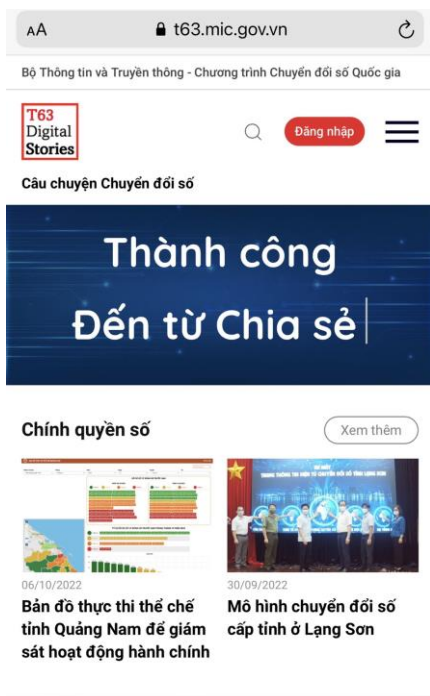 AA
t63.mic.gov.vn
Bộ Thông tin và Truyền thông - Chương trình Chuyển đổi số Quốc gia
T63
Digital
Stories
Đăng nhập
Câu chuyện Chuyển đổi số
Thành công
Đến từ Chia sẻ
Chính quyền số
Xem thêm
06/10/2022
Bản đồ thực thi thể chế
tỉnh Quảng Nam để giám
sát hoạt động hành chính
30/09/2022
Mô hình chuyển đổi số
cấp tỉnh ở Lạng Sơn